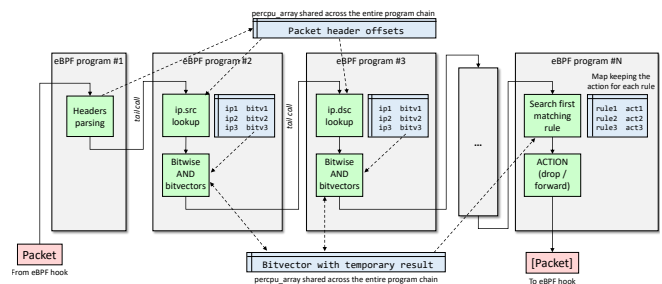 percpu_array shared across the entire program chain
Packet header offsets
eBPF program #1
eBPF program #2
eBPF program #3
eBPF program #N
Headers
parsing
tail call
ip.src
lookup
ip1 bitv1
ip2 bitv2
ip3 bitv3
Bitwise
AND
bitvectors
tail call
ip.dsc
lookup
ip1 bitv1
ip2 bitv2
ip3 bitv3
Bitwise
AND
bitvectors
...
Search first
matching
rule
Map keeping the
action for each rule
rule1 act1
rule2 act2
rule3 act3
ACTION
(drop /
forward)
Packet
From eBPF hook
Bitvector with temporary result
percpu_array shared across the entire program chain
[Packet]
To eBPF hook